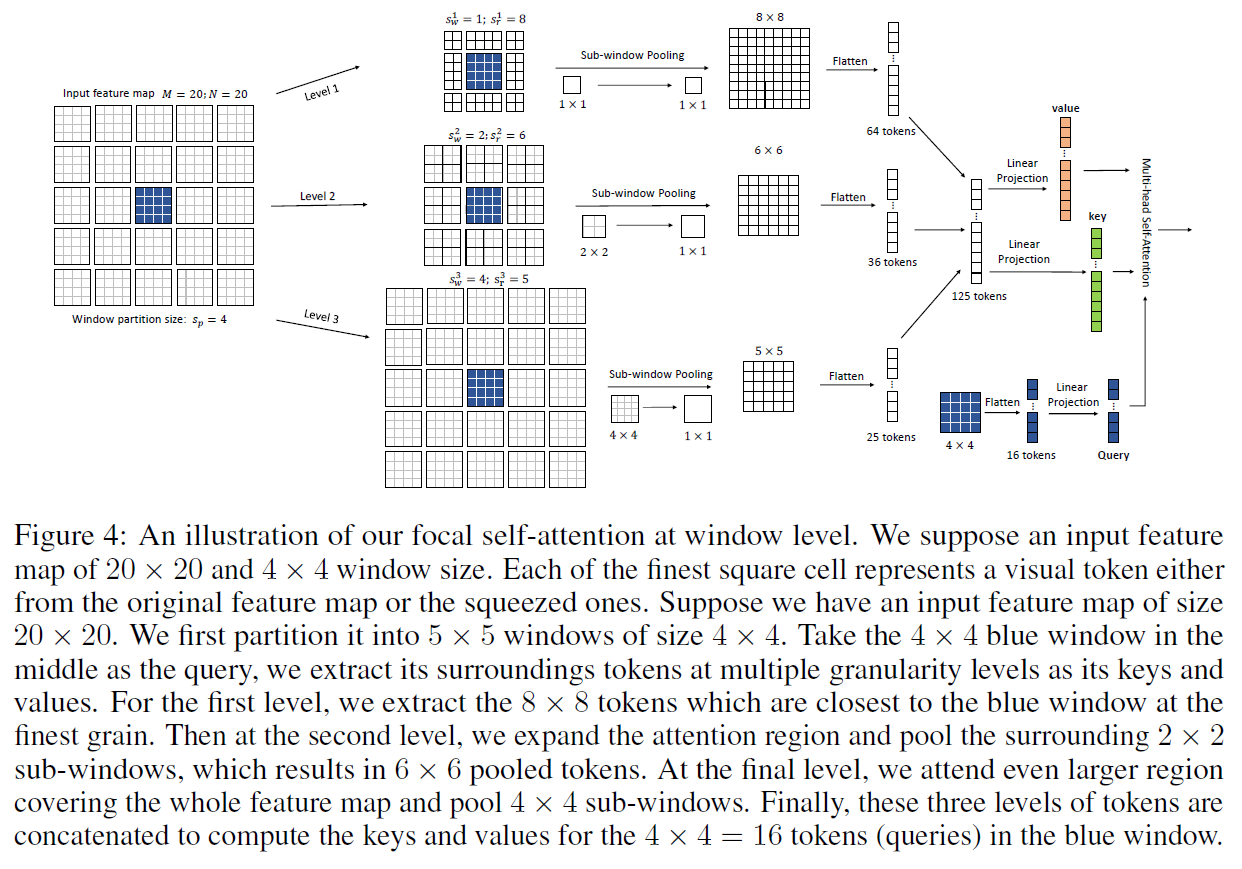 s_w^1 = 1; s_r^1 = 8
8 × 8
Sub-window Pooling
Flatten
1 × 1
1 × 1
Level 1
64 tokens
Input feature map M = 20; N = 20
s_w^2 = 2; s_r^2 = 6
6 × 6
value
Linear
Projection
Level 2
Sub-window Pooling
Flatten
2 × 2
1 × 1
36 tokens
key
Linear
Projection
125 tokens
Multi-head Self-Attention
s_w^3 = 4; s_r^3 = 5
Window partition size: s_p = 4
Level 3
5 × 5
Sub-window Pooling
Flatten
4 × 4
1 × 1
25 tokens
Flatten
Linear
Projection
4 × 4
16 tokens
Query
Figure 4: An illustration of our focal self-attention at window level. We suppose an input feature
map of 20 × 20 and 4 × 4 window size. Each of the finest square cell represents a visual token either
from the original feature map or the squeezed ones. Suppose we have an input feature map of size
20 × 20. We first partition it into 5 × 5 windows of size 4 × 4. Take the 4 × 4 blue window in the
middle as the query, we extract its surroundings tokens at multiple granularity levels as its keys and
values. For the first level, we extract the 8 × 8 tokens which are closest to the blue window at the
finest grain. Then at the second level, we expand the attention region and pool the surrounding 2 × 2
sub-windows, which results in 6 × 6 pooled tokens. At the final level, we attend even larger region
covering the whole feature map and pool 4 × 4 sub-windows. Finally, these three levels of tokens are
concatenated to compute the keys and values for the 4 × 4 = 16 tokens (queries) in the blue window.